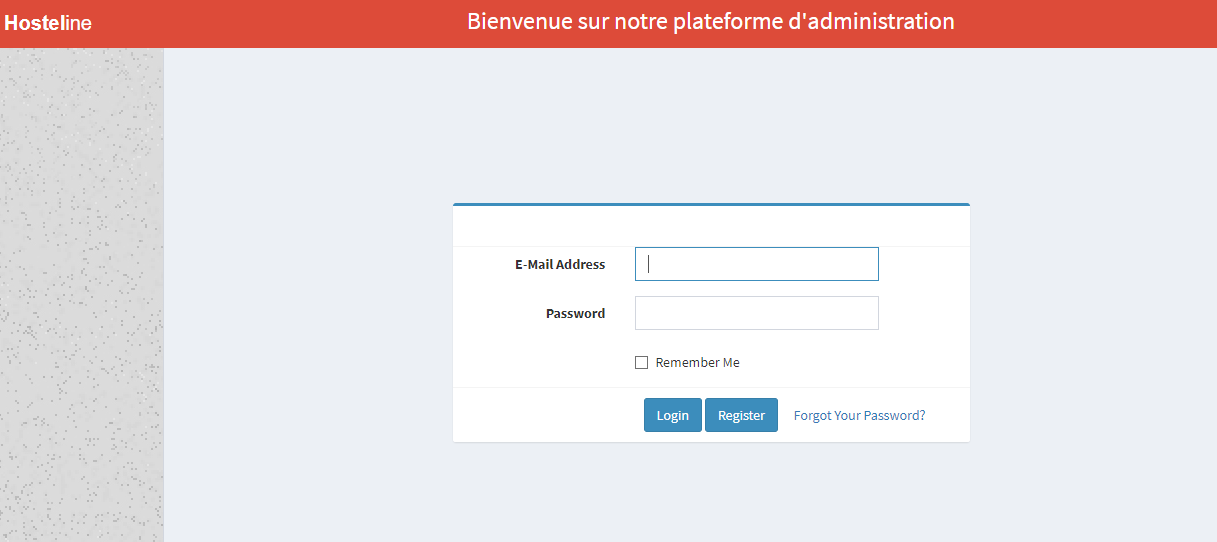 Hosteline
Bienvenue sur notre plateforme d'administration
E-Mail Address
Password
Remember Me
Login
Register
Forgot Your Password?